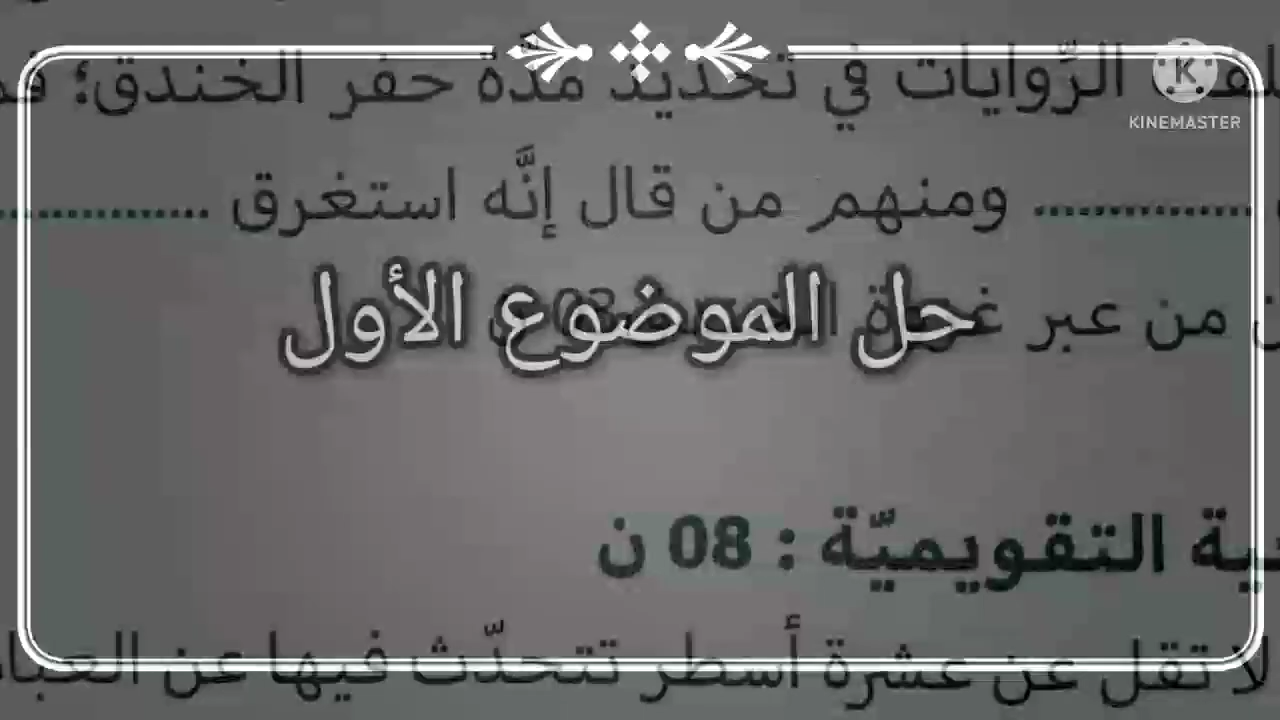 الرِّوايات في تحديد مدّة حفر الخندق؛
KINEMASTER
ومنهم من قال إنَّه استغرق
حل الموضوع الأول
من عبر
التقويميّة : 08 ن
لا تقل عن عشرة أسطر تتحدّث فيها عن